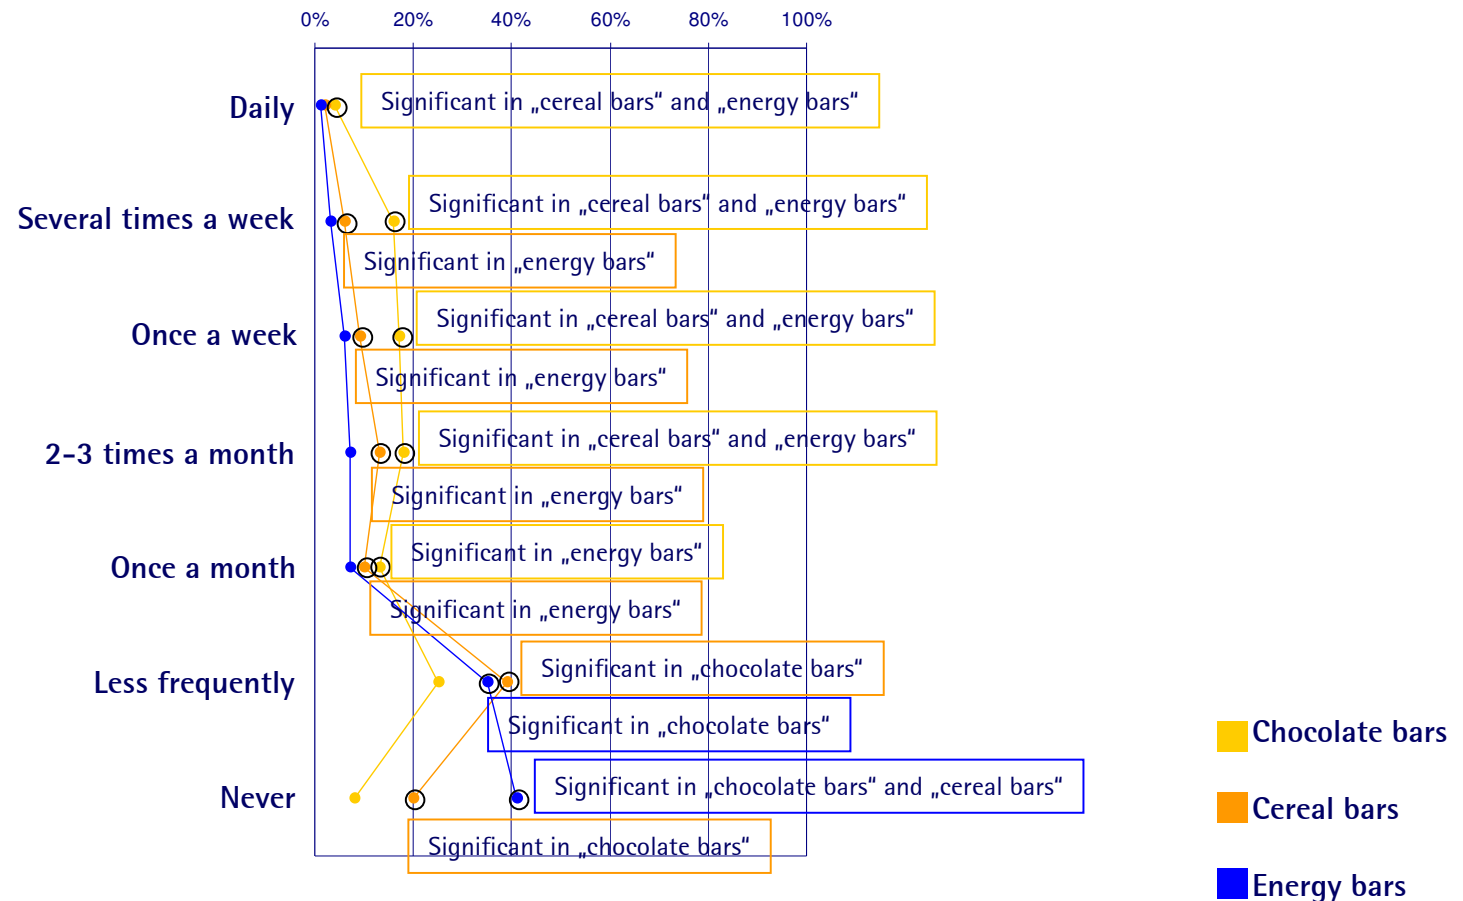 0% 20% 40% 60% 80% 100%
Daily
Significant in „cereal bars“ and „energy bars“
Several times a week
Significant in „cereal bars“ and „energy bars“
Significant in „energy bars“
Once a week
Significant in „cereal bars“ and „energy bars“
Significant in „energy bars“
2-3 times a month
Significant in „cereal bars“ and „energy bars“
Significant in „energy bars“
Once a month
Significant in „energy bars“
Significant in „energy bars“
Less frequently
Significant in „chocolate bars“
Significant in „chocolate bars“
Never
Significant in „chocolate bars“ and „cereal bars“
Significant in „chocolate bars“
Chocolate bars
Cereal bars
Energy bars